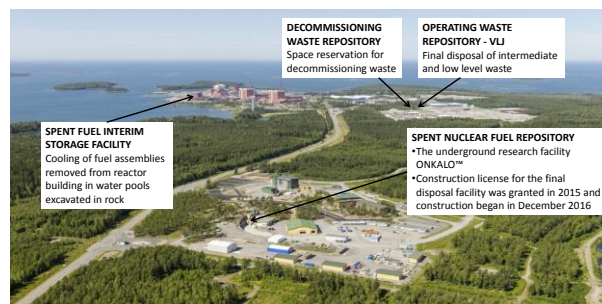 DECOMMISSIONING
WASTE REPOSITORY
Space reservation for
decommissioning waste
OPERATING WASTE
REPOSITORY - VLJ
Final disposal of intermediate
and low level waste
SPENT FUEL INTERIM
STORAGE FACILITY
Cooling of fuel assemblies
removed from reactor
building in water pools
excavated in rock
SPENT NUCLEAR FUEL REPOSITORY
•The underground research facility
ONKALO™
•Construction license for the final
disposal facility was granted in 2015 and
construction began in December 2016